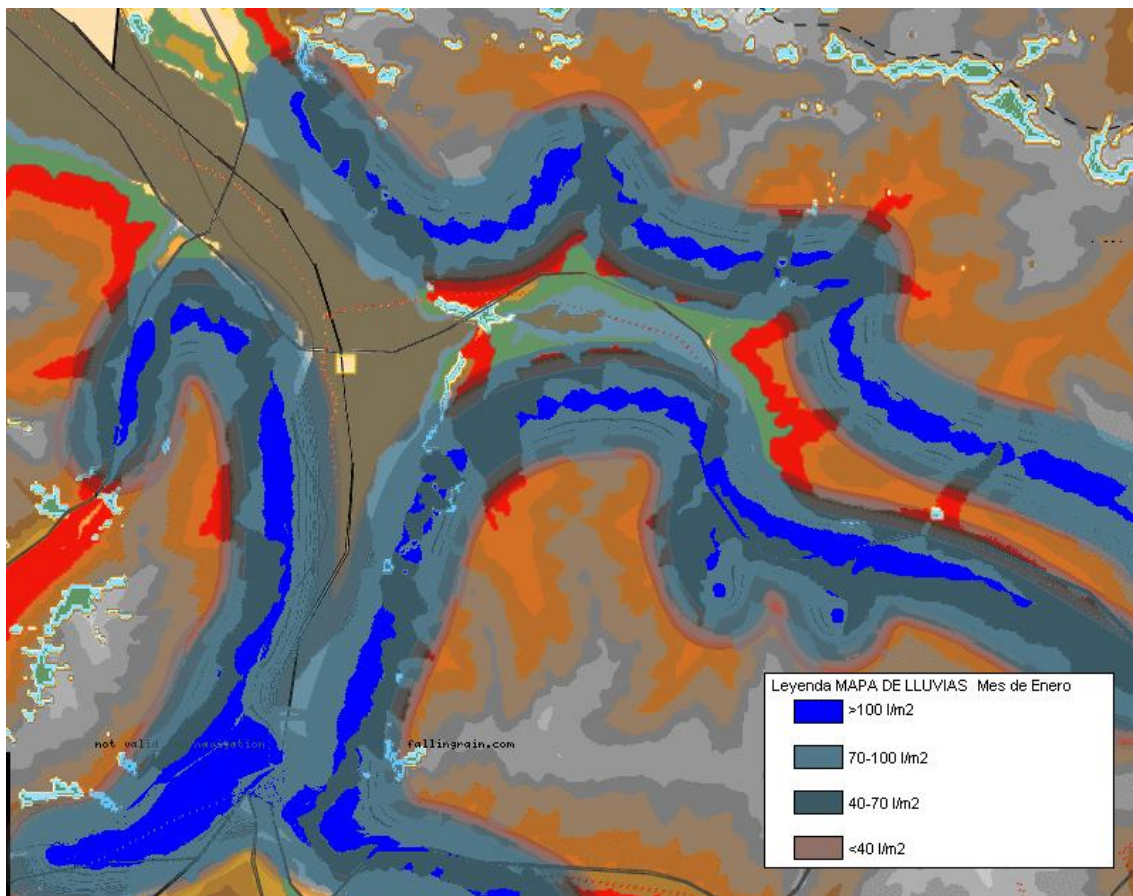 Leyenda MAPA DE LLUVIAS Mes de Enero
>100 l/m2
70-100 l/m2
40-70 l/m2
<40 l/m2
not valid navigation fallingrain.com